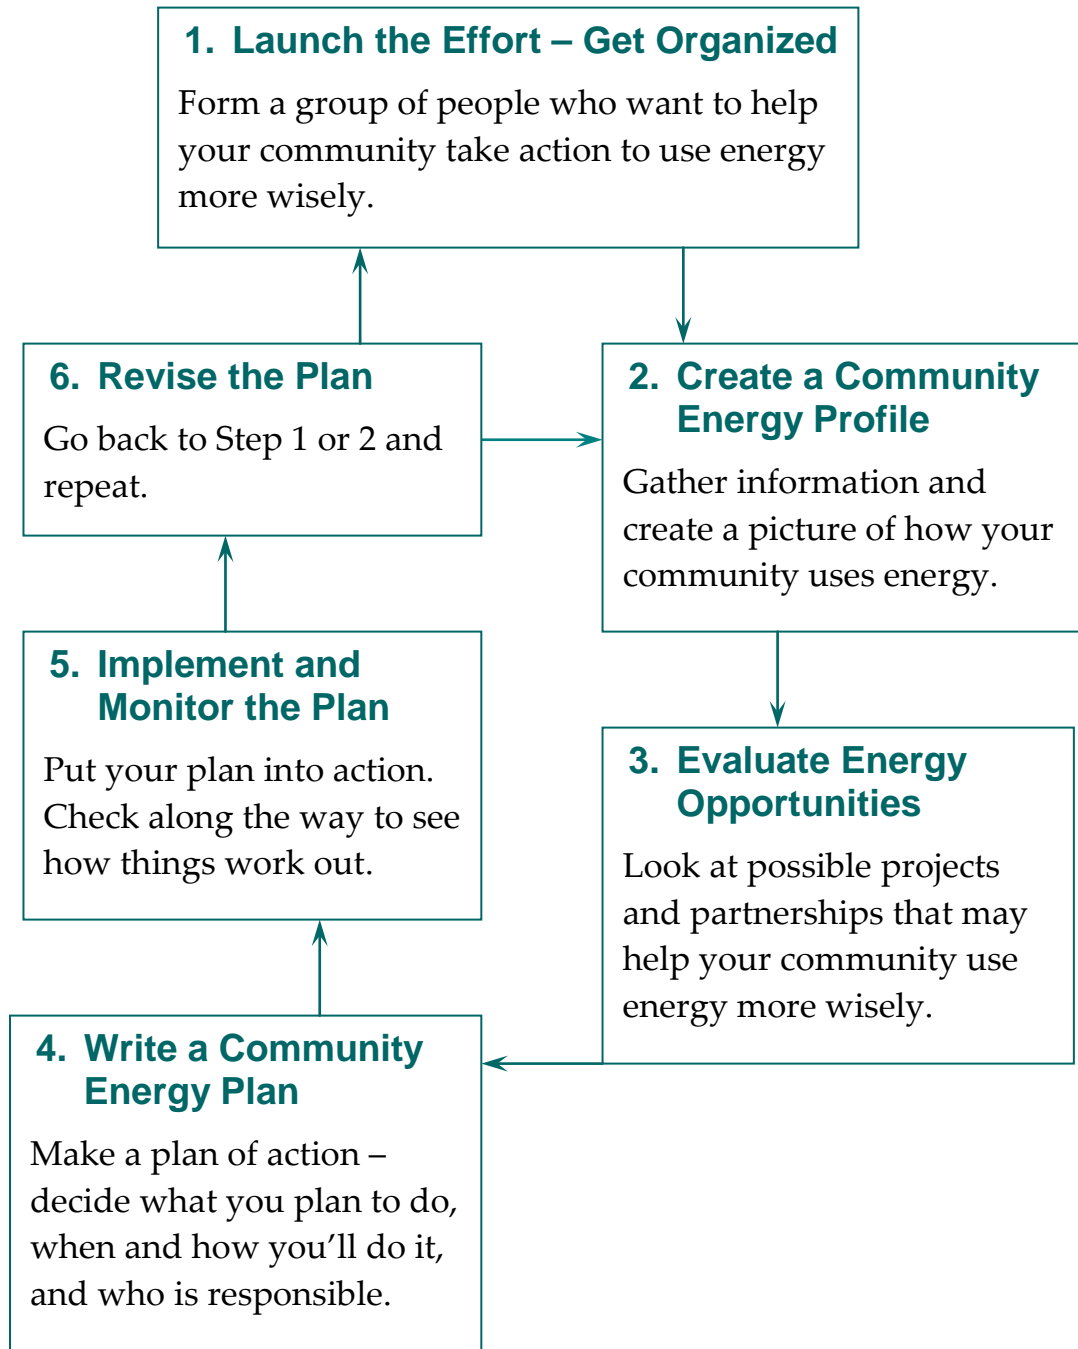 1. Launch the Effort – Get Organized
Form a group of people who want to help
your community take action to use energy
more wisely.
2. Create a Community
Energy Profile
Gather information and
create a picture of how your
community uses energy.
3. Evaluate Energy
Opportunities
Look at possible projects
and partnerships that may
help your community use
energy more wisely.
4. Write a Community
Energy Plan
Make a plan of action –
decide what you plan to do,
when and how you’ll do it,
and who is responsible.
5. Implement and
Monitor the Plan
Put your plan into action.
Check along the way to see
how things work out.
6. Revise the Plan
Go back to Step 1 or 2 and
repeat.